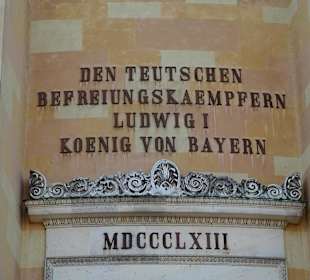 DEN TEUTSCHEN
BEFREIUNGSKAEMPFERN
LUDWIG I
KOENIG VON BAYERN
MDCCCLXIII